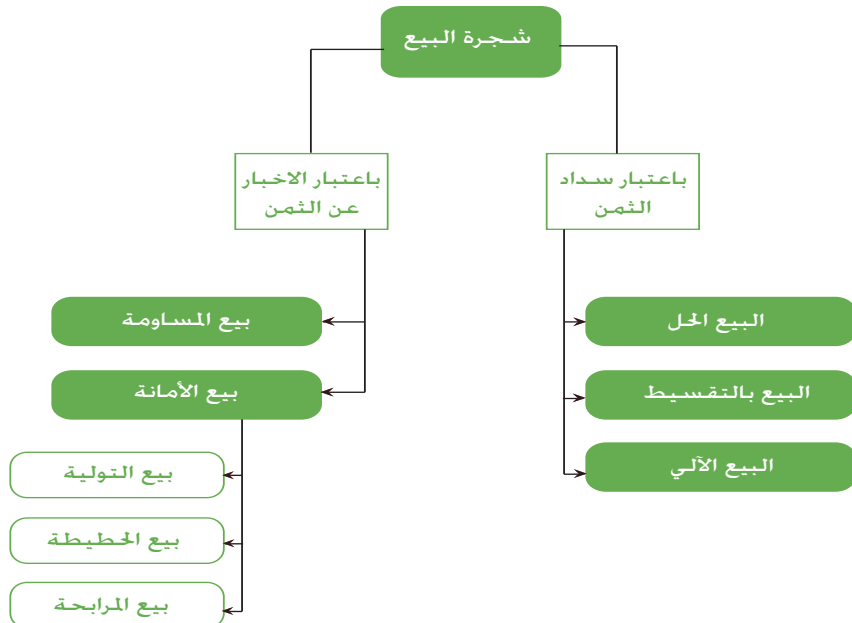 شجرة البيع
باعتبار سداد
الثمن
باعتبار الاخبار
عن الثمن
البيع الحل
البيع بالتقسيط
البيع الآلي
بيع المساومة
بيع الأمانة
بيع التولية
بيع الحطيطة
بيع المرابحة